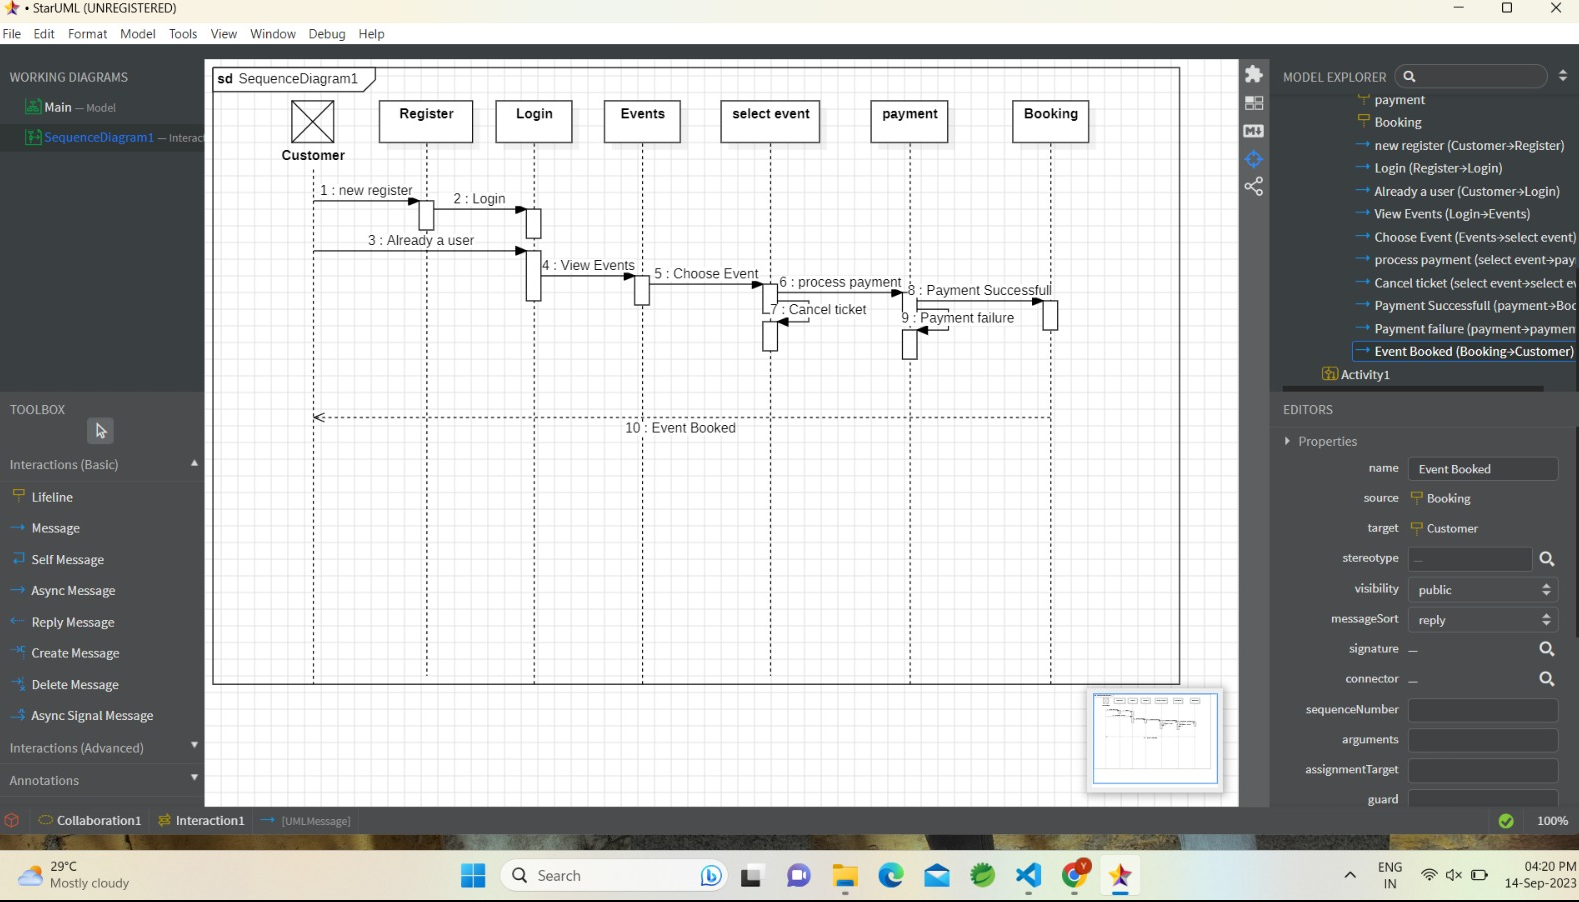 • StarUML (UNREGISTERED)
File Edit Format Model Tools View Window Debug Help
WORKING DIAGRAMS
Main — Model
SequenceDiagram1 — Interact
TOOLBOX
Interactions (Basic)
Lifeline
Message
Self Message
Async Message
Reply Message
Create Message
Delete Message
Async Signal Message
Interactions (Advanced)
Annotations
sd SequenceDiagram1
Customer
Register
Login
Events
select event
payment
Booking
1 : new register
2 : Login
3 : Already a user
4 : View Events
5 : Choose Event
6 : process payment
8 : Payment Successfull
7 : Cancel ticket
9 : Payment failure
10 : Event Booked
M↓
MODEL EXPLORER
payment
Booking
new register (Customer→Register)
Login (Register→Login)
Already a user (Customer→Login)
View Events (Login→Events)
Choose Event (Events→select event)
process payment (select event→pay
Cancel ticket (select event→select ev
Payment Successfull (payment→Boo
Payment failure (payment→paymen
Event Booked (Booking→Customer)
Activity1
EDITORS
Properties
name Event Booked
source Booking
target Customer
stereotype —
visibility public
messageSort reply
signature —
connector —
sequenceNumber
arguments
assignmentTarget
guard
Collaboration1 Interaction1 [UMLMessage]
100%
29°C
Mostly cloudy
Search
Y
ENG
IN
04:20 PM
14-Sep-2023